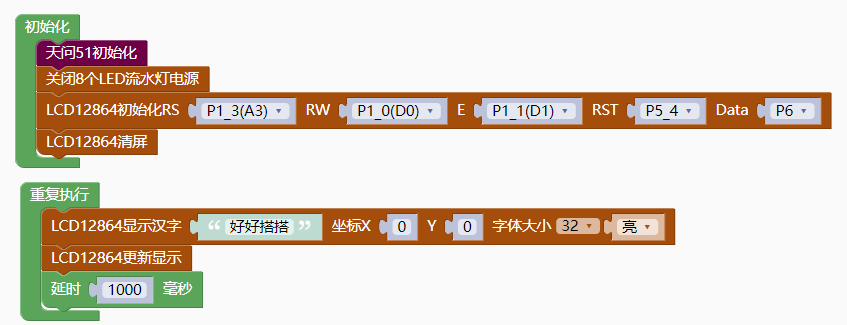 初始化
天问51初始化
关闭8个LED流水灯电源
LCD12864初始化RS P1_3(A3) RW P1_0(D0) E P1_1(D1) RST P5_4 Data P6
LCD12864清屏
重复执行
LCD12864显示汉字 “ 好好搭搭 ” 坐标X 0 Y 0 字体大小 32 亮
LCD12864更新显示
延时 1000 毫秒